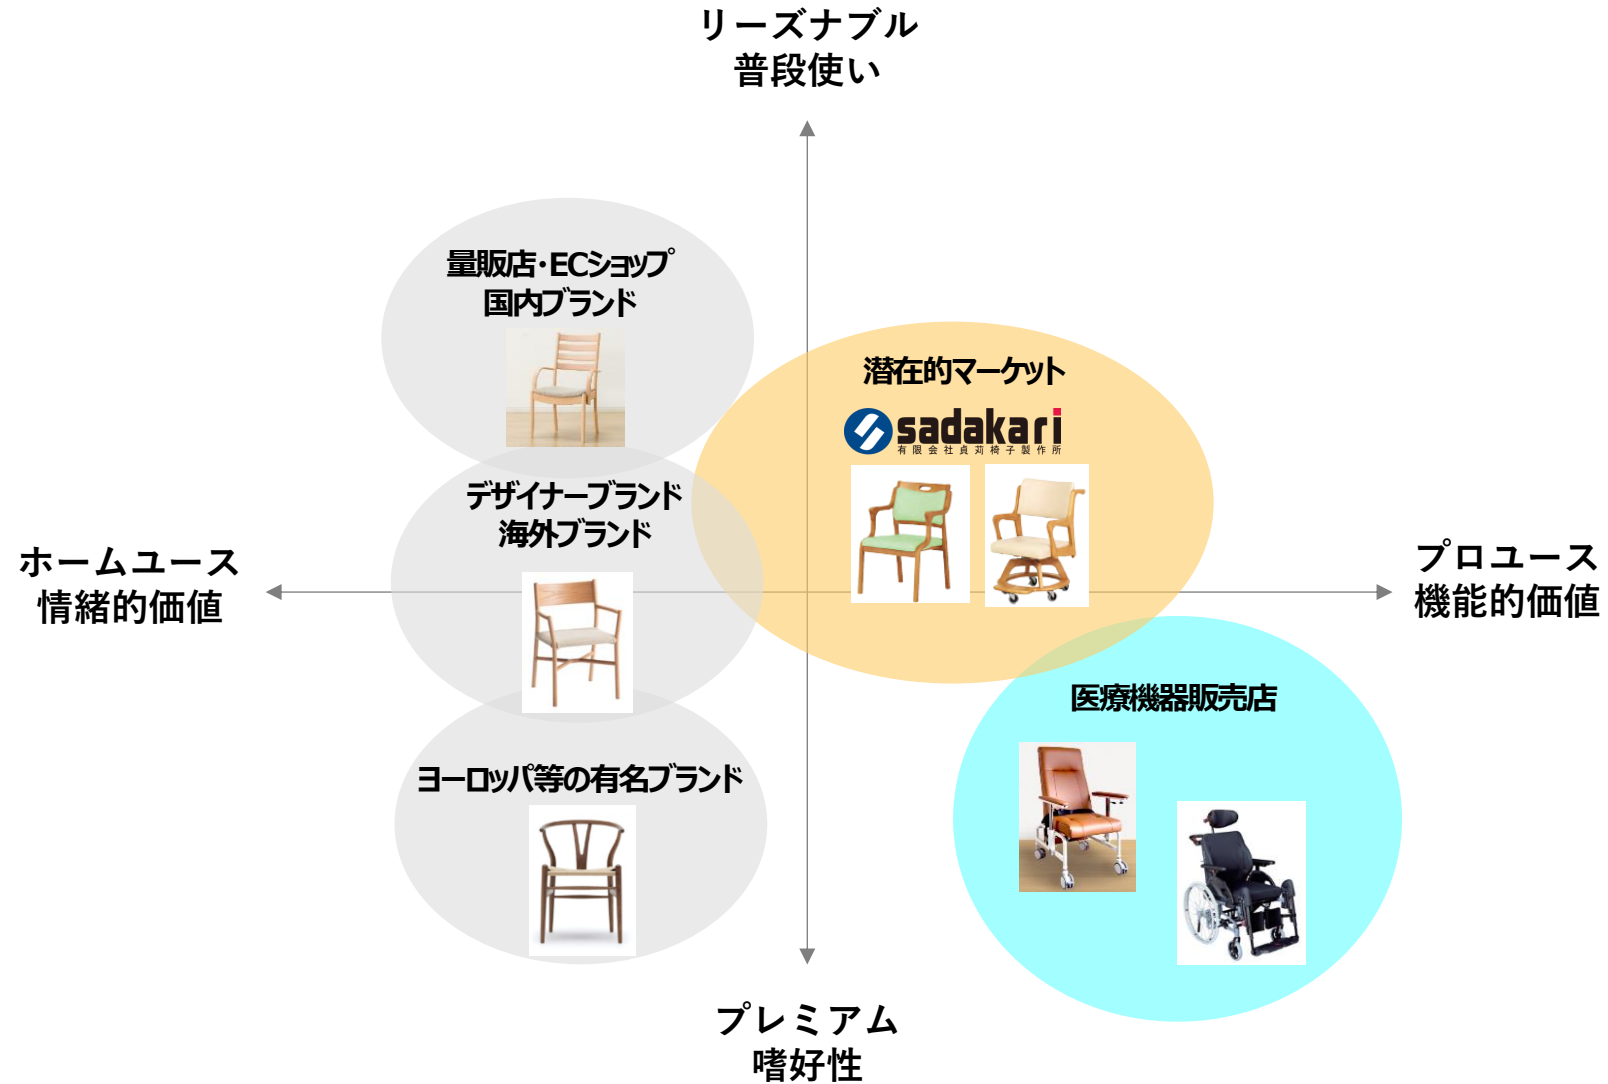 リーズナブル
普段使い
量販店・ECショップ
国内ブランド
潜在的マーケット
sadakari
有限会社貞苅椅子製作所
デザイナーブランド
海外ブランド
ホームユース
情緒的価値
プロユース
機能的価値
医療機器販売店
ヨーロッパ等の有名ブランド
プレミアム
嗜好性